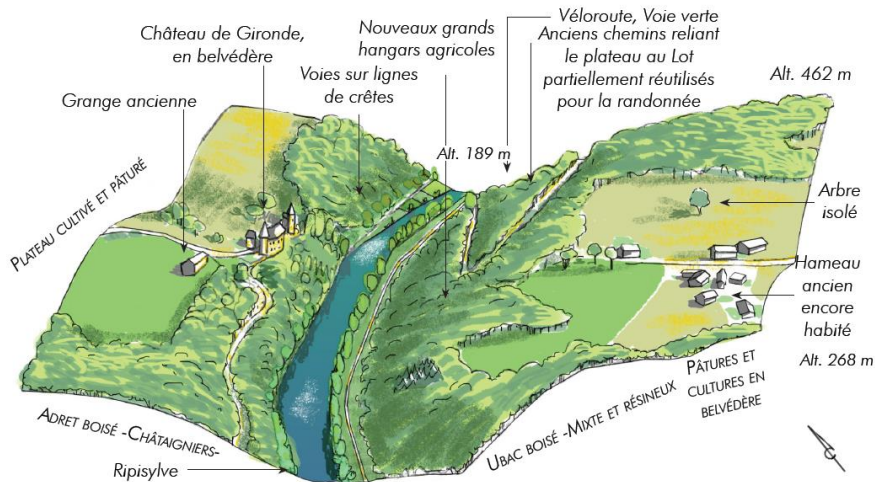 Véloroute, Voie verte
Château de Gironde,
en belvédère
Nouveaux grands
hangars agricoles
Anciens chemins reliant
le plateau au Lot
partiellement réutilisés
pour la randonnée
Voies sur lignes
de crêtes
Alt. 462 m
Grange ancienne
Alt. 189 m
Plateau cultivé et pâturé
Arbre
isolé
Hameau
ancien
encore
habité
Alt. 268 m
Pâtures et
cultures en
belvédère
Adret boisé -Châtaigniers-
Ubac boisé -Mixte et résineux
Ripisylve